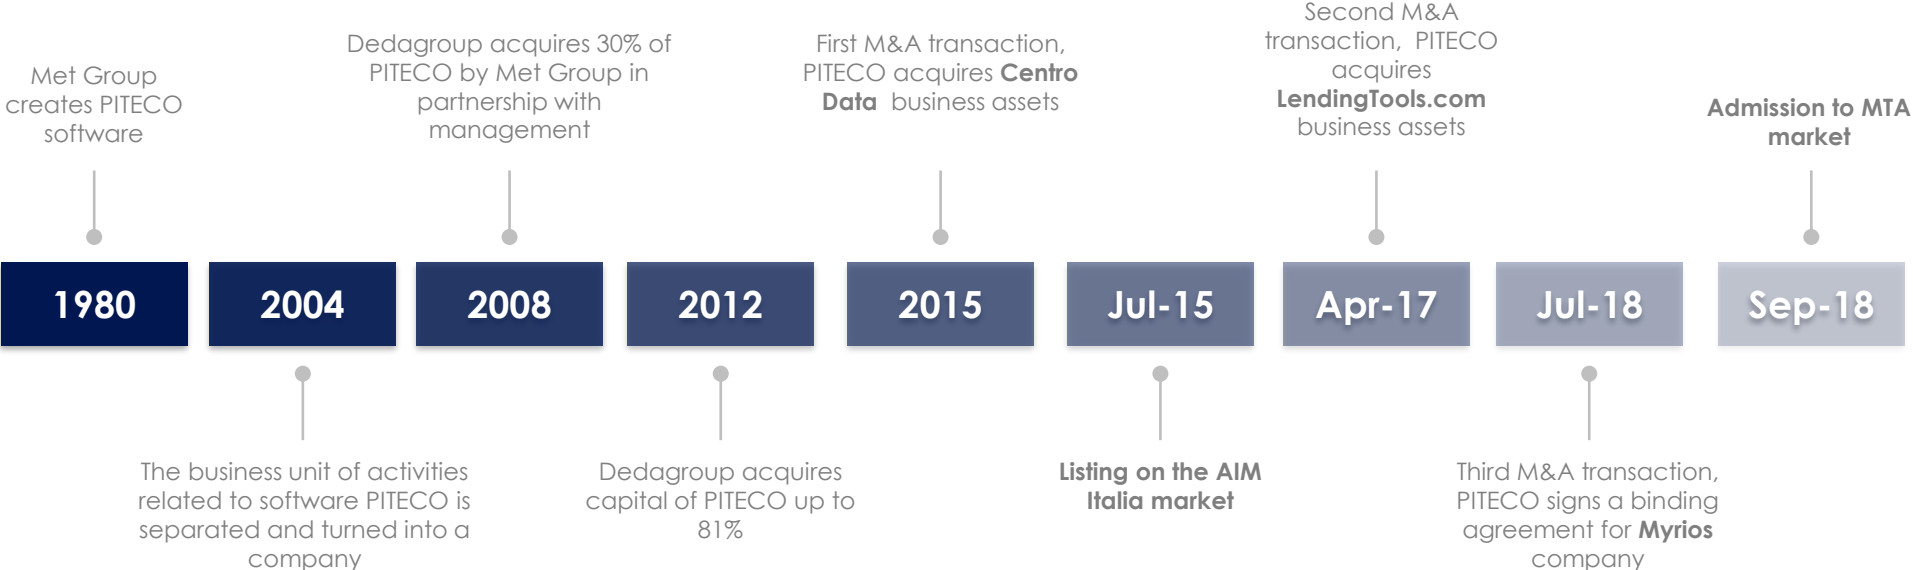 Met Group
creates PITECO
software
Dedagroup acquires 30% of
PITECO by Met Group in
partnership with
management
First M&A transaction,
PITECO acquires Centro
Data business assets
Second M&A
transaction, PITECO
acquires
LendingTools.com
business assets
Admission to MTA
market
1980
2004
2008
2012
2015
Jul-15
Apr-17
Jul-18
Sep-18
The business unit of activities
related to software PITECO is
separated and turned into a
company
Dedagroup acquires
capital of PITECO up to
81%
Listing on the AIM
Italia market
Third M&A transaction,
PITECO signs a binding
agreement for Myrios
company